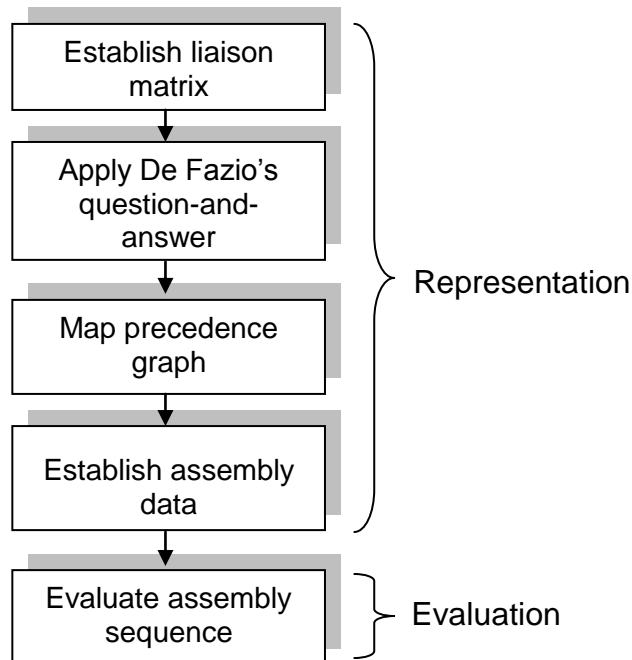 Establish liaison
matrix
Apply De Fazio's
question-and-
answer
Map precedence
graph
Establish assembly
data
Representation
Evaluate assembly
sequence
Evaluation